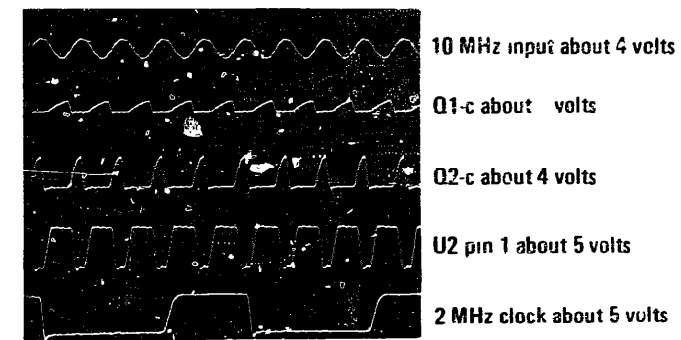 10 MHz input about 4 volts
Q1-c about volts
Q2-c about 4 volts
U2 pin 1 about 5 volts
2 MHz clock about 5 volts